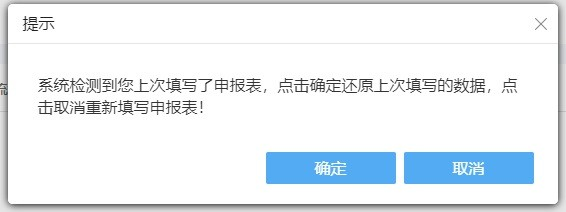 提示
系统检测到您上次填写了申报表，点击确定还原上次填写的数据，点
击取消重新填写申报表！
确定
取消